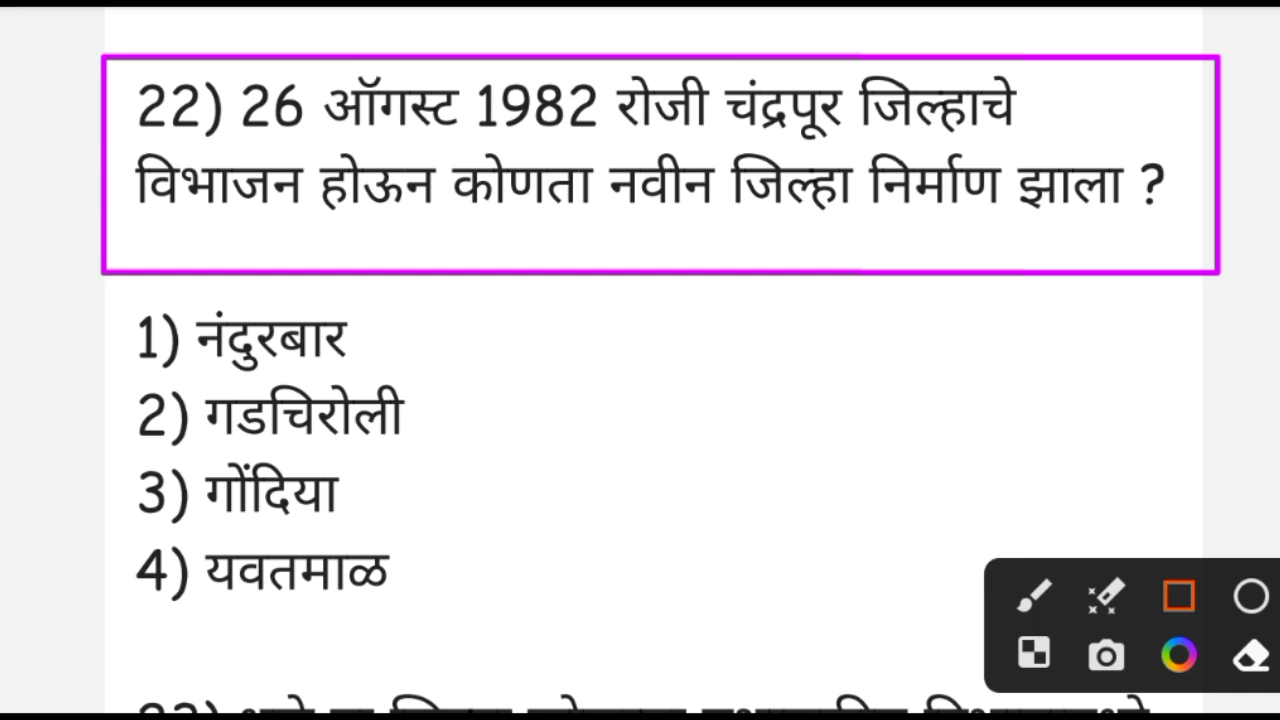 22) 26 ऑगस्ट 1982 रोजी चंद्रपूर जिल्हाचे
विभाजन होऊन कोणता नवीन जिल्हा निर्माण झाला ?
1) नंदुरबार
2) गडचिरोली
3) गोंदिया
4) यवतमाळ